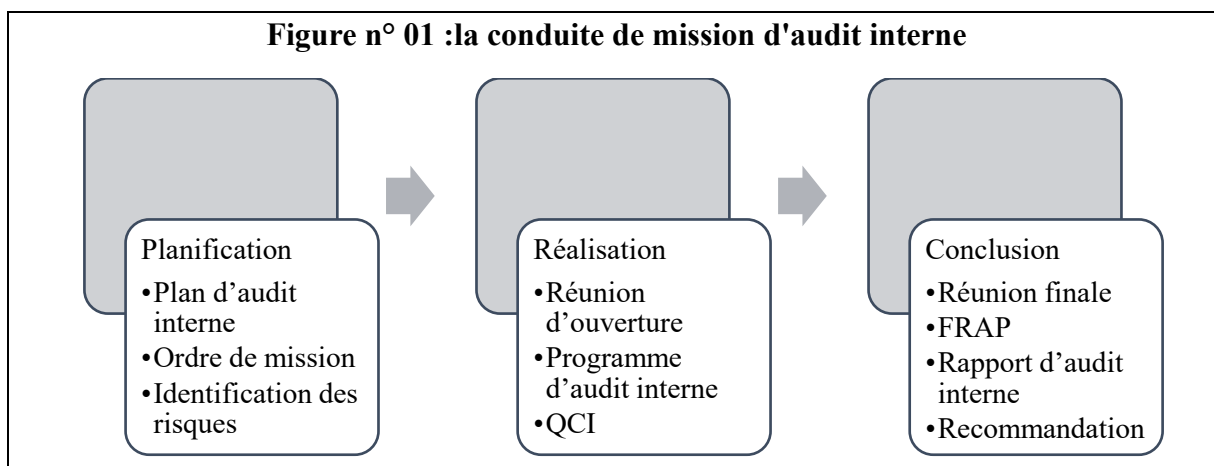 Figure n° 01 :la conduite de mission d'audit interne
Planification
•Plan d’audit
interne
•Ordre de mission
•Identification des
risques
Réalisation
•Réunion
d’ouverture
•Programme
d’audit interne
•QCI
Conclusion
•Réunion finale
•FRAP
•Rapport d’audit
interne
•Recommandation